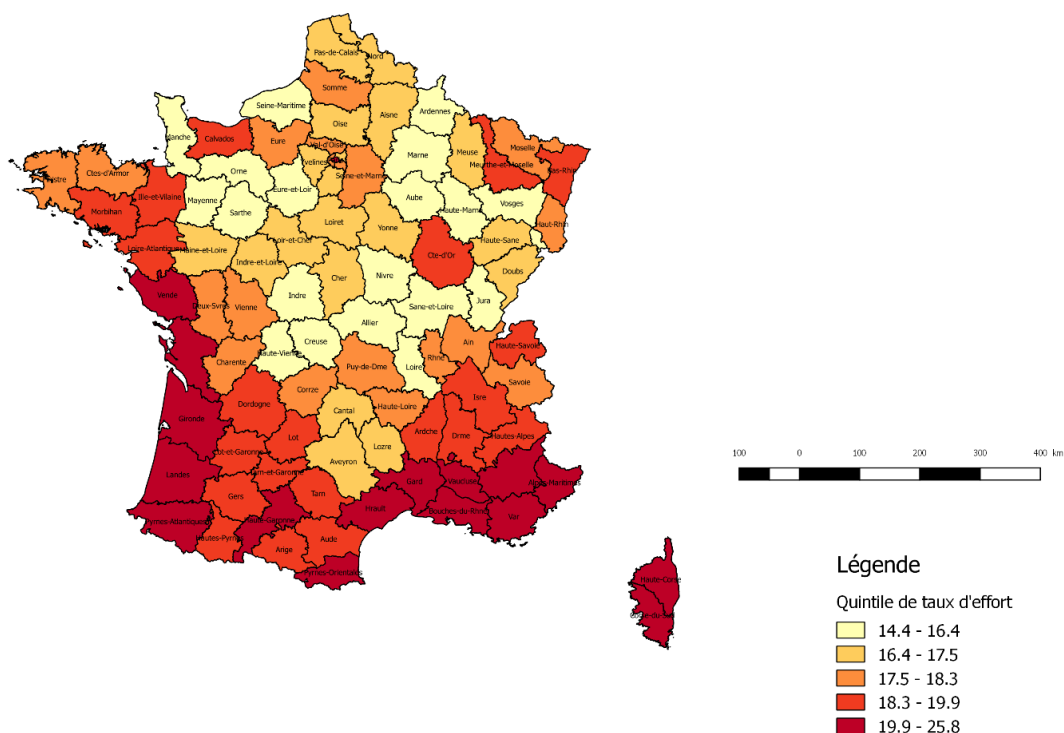 Pas-de-Calais
Nord
Somme
Seine-Maritime
Ardennes
Aisne
Oise
Manche
Calvados
Eure
Val-d'Oise
Moselle
Meuse
Marne
Meurthe-et-Moselle
Bas-Rhin
Yvelines
Seine-et-Marne
Ctes-d'Armor
Orne
Eure-et-Loir
Aube
Vosges
Ille-et-Vilaine
Mayenne
Sarthe
Haute-Marne
Morbihan
Loiret
Yonne
Haut-Rhin
Loire-Atlantique
Maine-et-Loire
Loir-et-Cher
Cte-d'Or
Haute-Sane
Indre-et-Loire
Cher
Nivre
Doubs
Vende
Deux-Svres
Vienne
Indre
Sane-et-Loire
Jura
Allier
Haute-Vienne
Creuse
Charente
Puy-de-Dme
Loire
Rhne
Ain
Haute-Savoie
Savoie
Corrze
Dordogne
Cantal
Haute-Loire
Isre
Gironde
Lot
Lozre
Ardche
Drme
Hautes-Alpes
Lot-et-Garonne
Aveyron
Landes
Tarn-et-Garonne
Gard
Vaucluse
Alpes-Maritimes
Gers
Tarn
Hrault
Bouches-du-Rhne
Var
Pyrnes-Atlantiques
Haute-Garonne
Hautes-Pyrnes
Arige
Aude
Pyrnes-Orientales
Haute-Corse
Corse-du-Sud
100 0 100 200 300 400 km
Légende
Quintile de taux d'effort
14.4 - 16.4
16.4 - 17.5
17.5 - 18.3
18.3 - 19.9
19.9 - 25.8